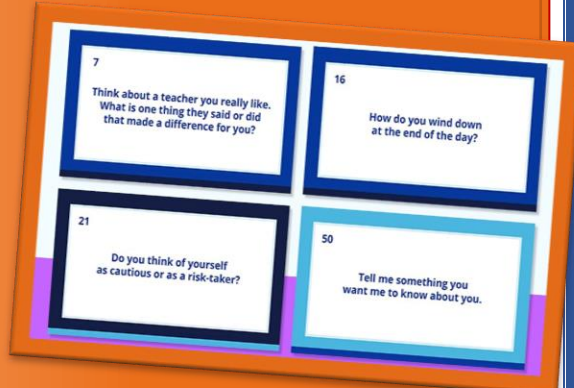 7
Think about a teacher you really like.
What is one thing they said or did
that made a difference for you?
16
How do you wind down
at the end of the day?
21
Do you think of yourself
as cautious or as a risk-taker?
50
Tell me something you
want me to know about you.